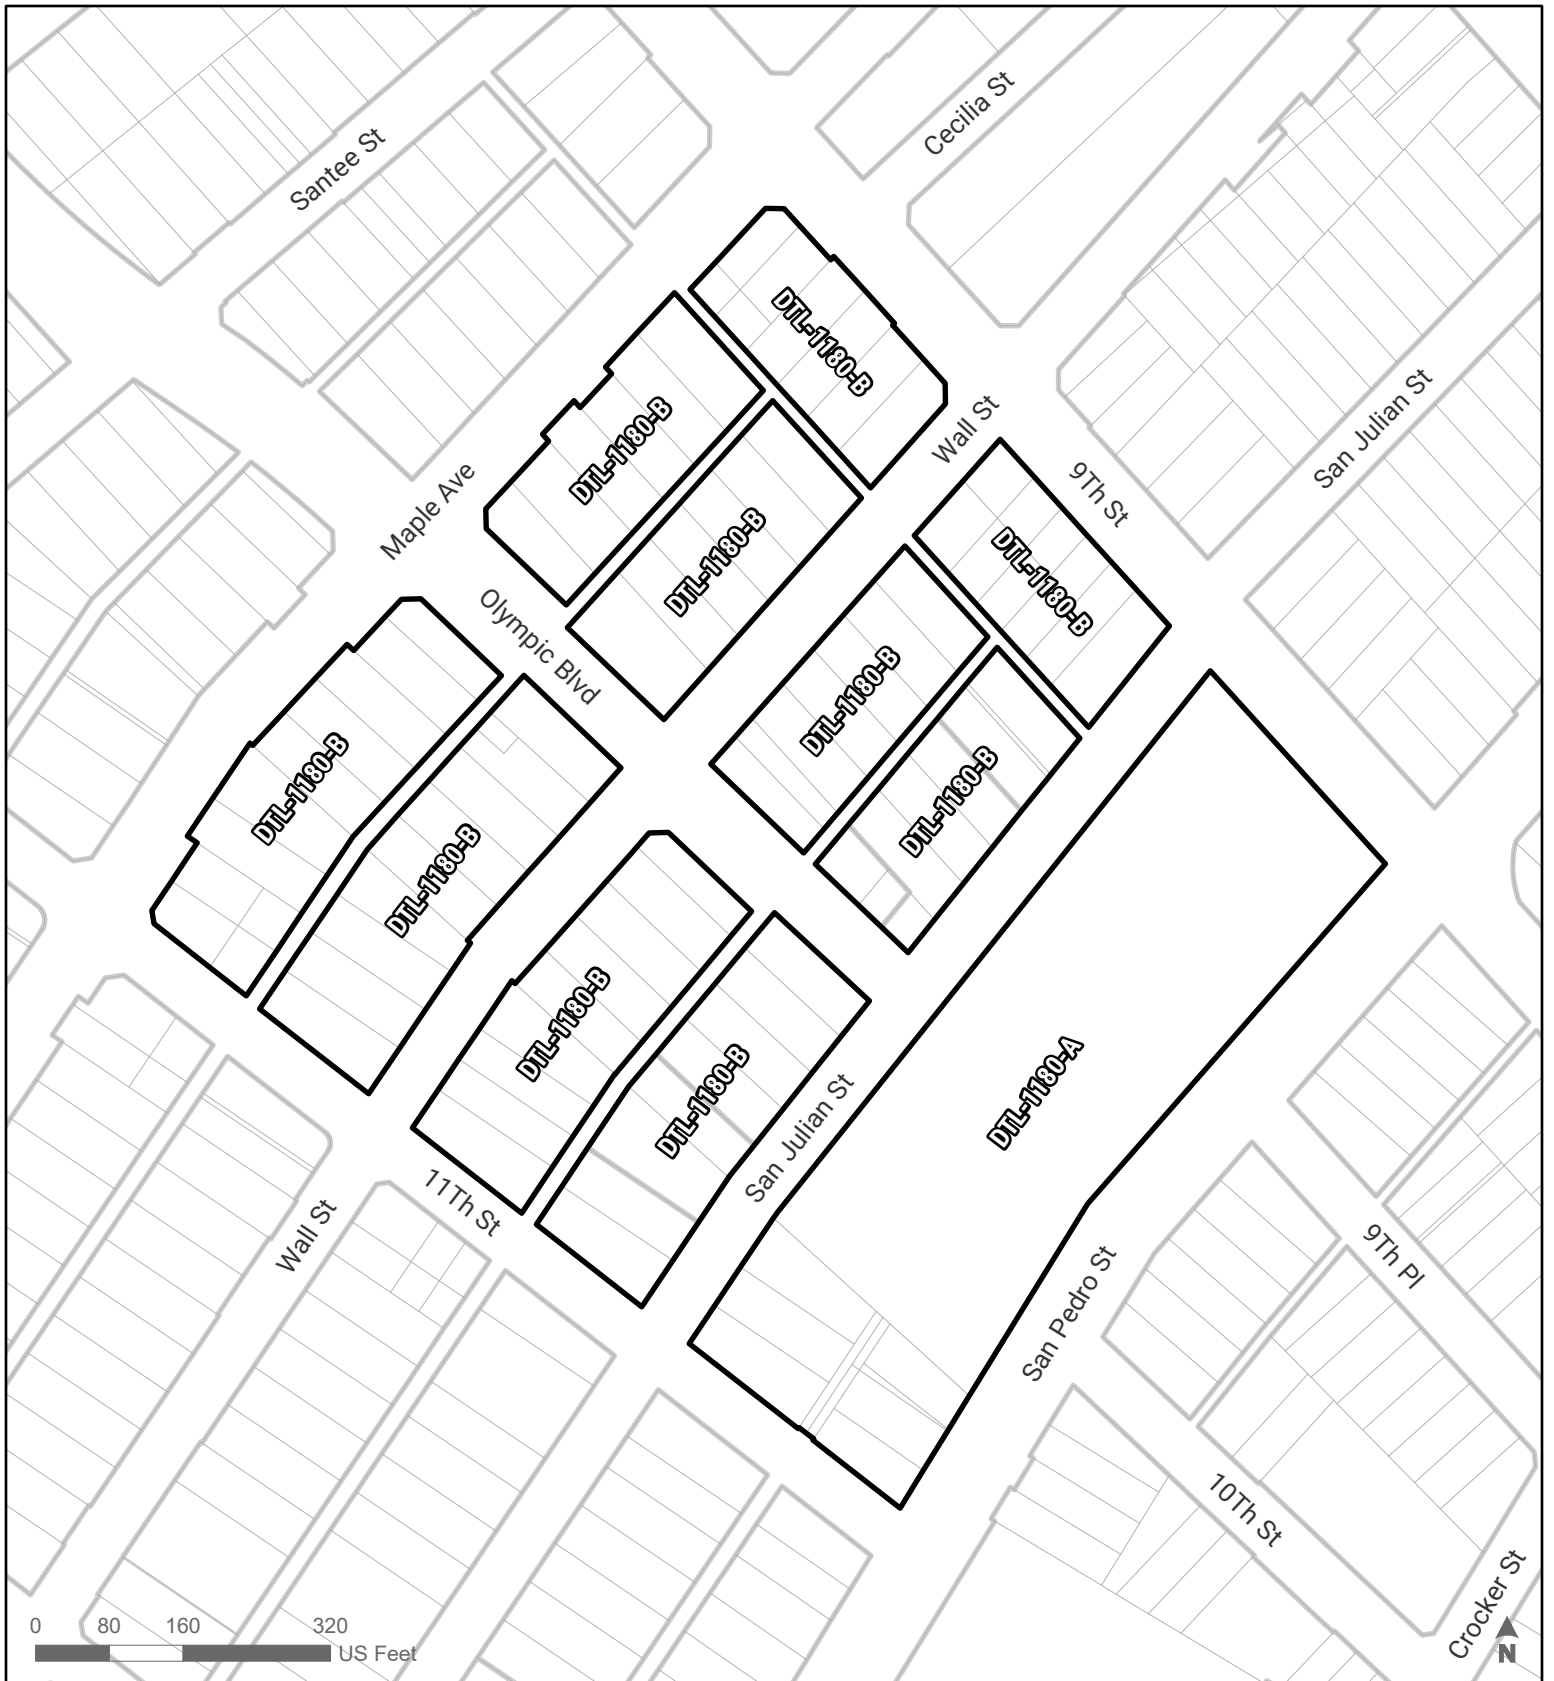 Cecilia St
Santee St
DTL-1180-B
San Julian St
Wall St
DTL-1180-B
9Th St
Maple Ave
DTL-1180-B
DTL-1180-B
Olympic Blvd
DTL-1180-B
DTL-1180-B
DTL-1180-B
DTL-1180-B
DTL-1180-B
DTL-1180-B
DTL-1180-A
DTL-1180-B
San Julian St
11Th St
Wall St
9Th Pl
San Pedro St
10Th St
Crocker St
0 80 160 320
US Feet
N